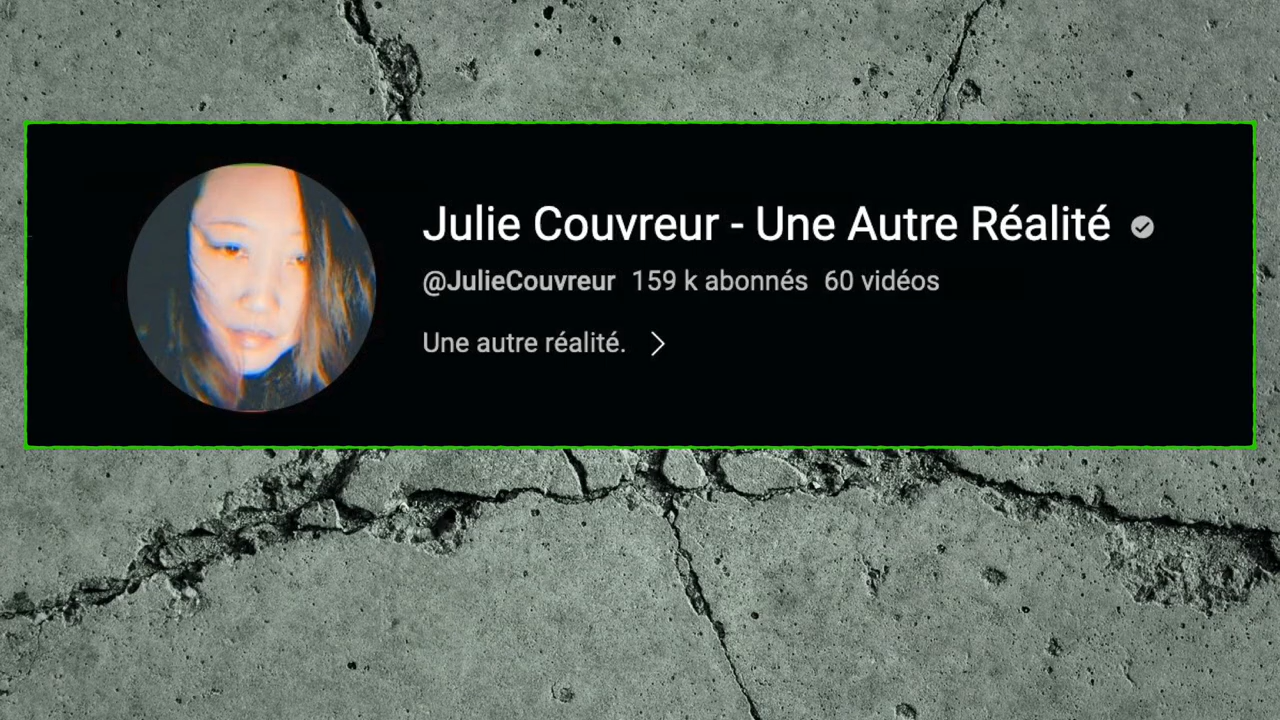 Julie Couvreur - Une Autre Réalité
@JulieCouvreur 159 k abonnés 60 vidéos
Une autre réalité.